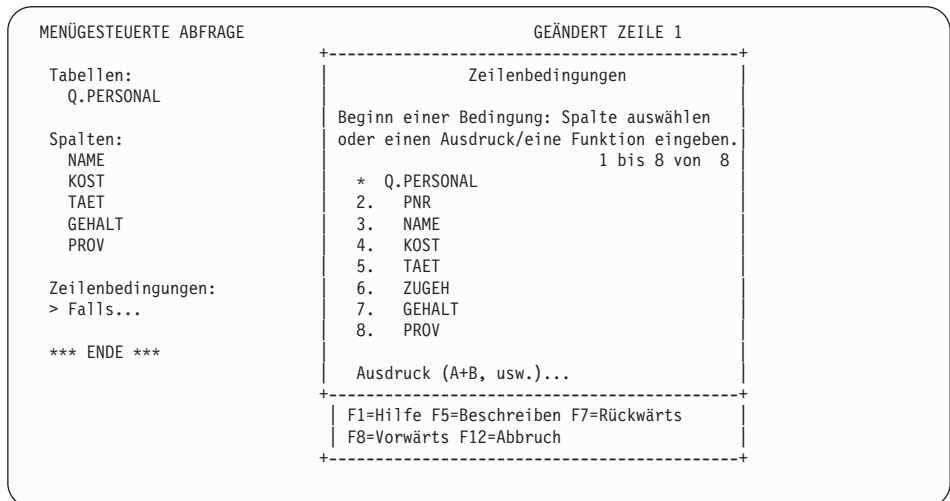 MENÜGESTEUERTE ABFRAGE GEÄNDERT ZEILE 1
+----------------------------------------------+
Tabellen: | Zeilenbedingungen |
Q.PERSONAL | |
| Beginn einer Bedingung: Spalte auswählen |
Spalten: | oder einen Ausdruck/eine Funktion eingeben.|
NAME | 1 bis 8 von 8|
KOST | * Q.PERSONAL |
TAET | 2. PNR |
GEHALT | 3. NAME |
PROV | 4. KOST |
| 5. TAET |
Zeilenbedingungen: | 6. ZUGEH |
> Falls... | 7. GEHALT |
| 8. PROV |
*** ENDE *** | |
| Ausdruck (A+B, usw.)... |
+----------------------------------------------+
| F1=Hilfe F5=Beschreiben F7=Rückwärts |
| F8=Vorwärts F12=Abbruch |
+----------------------------------------------+